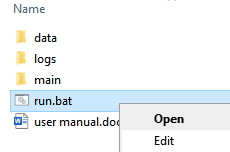 Name
data
logs
main
run.bat
Open
user manual.doc
Edit